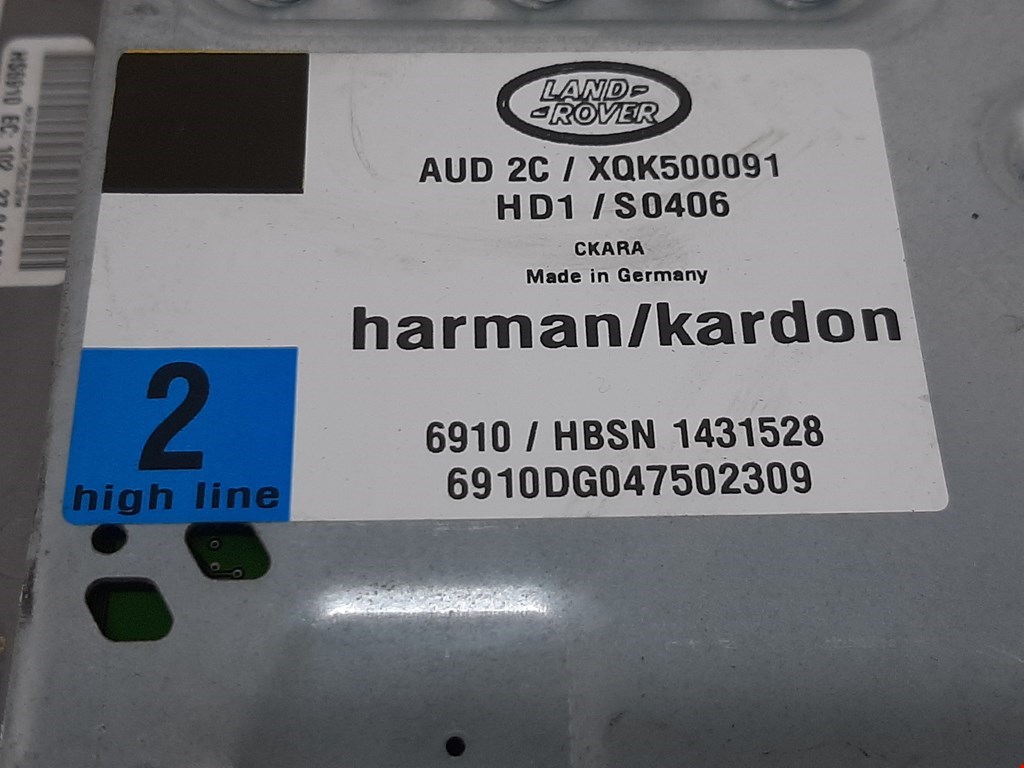 LAND-
-ROVER
AUD 2C / XQK500091
HD1 / S0406
CKARA
Made in Germany
harman/kardon
2
high line
6910 / HBSN 1431528
6910DG047502309